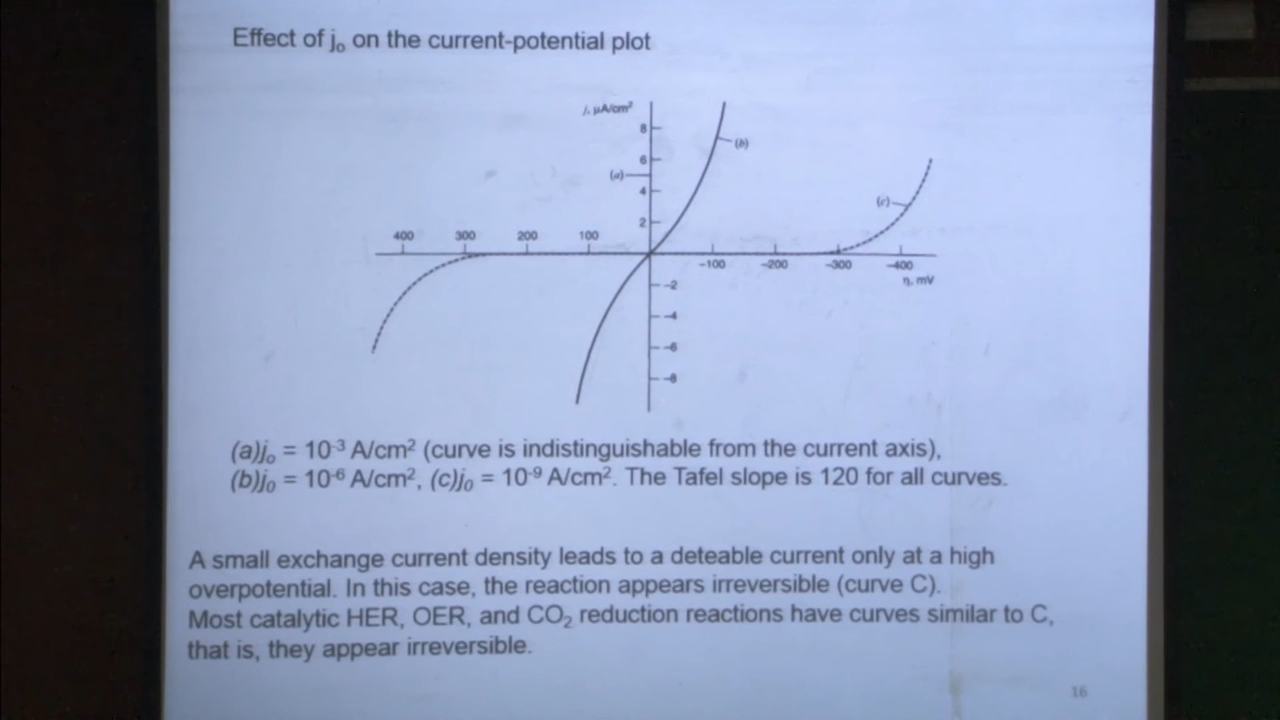 Effect of jₒ on the current-potential plot
j, μA/cm²
8
(b)
6
(a)
4
(c)
2
400 300 200 100
-100 -200 -300 -400
η, mV
-2
-4
-6
-8
(a)jₒ = 10⁻³ A/cm² (curve is indistinguishable from the current axis),
(b)jₒ = 10⁻⁶ A/cm², (c)jₒ = 10⁻⁹ A/cm². The Tafel slope is 120 for all curves.
A small exchange current density leads to a deteable current only at a high
overpotential. In this case, the reaction appears irreversible (curve C).
Most catalytic HER, OER, and CO₂ reduction reactions have curves similar to C,
that is, they appear irreversible.
16